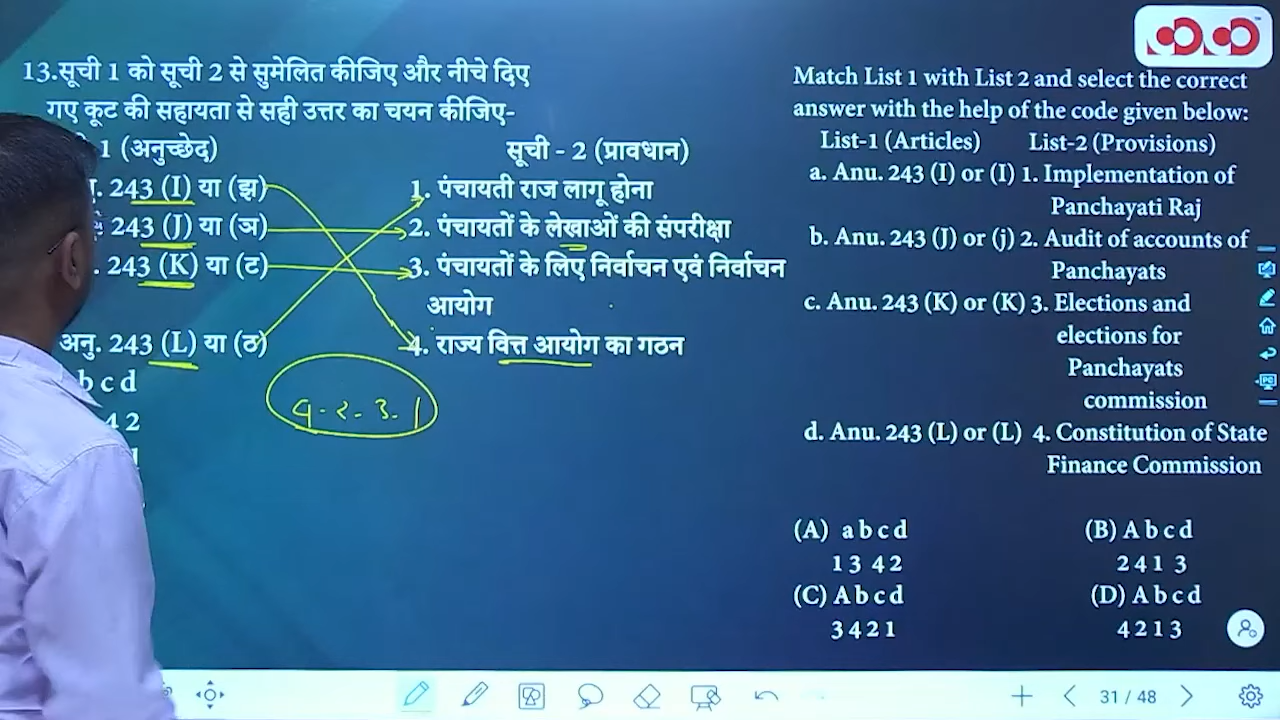 13.सूची 1 को सूची 2 से सुमेलित कीजिए और नीचे दिए
गए कूट की सहायता से सही उत्तर का चयन कीजिए-
1 (अनुच्छेद)
सूची - 2 (प्रावधान)
243 (I) या (झ)
1. पंचायती राज लागू होना
243 (J) या (ञ)
2. पंचायतों के लेखाओं की संपरीक्षा
. 243 (K) या (ट)
3. पंचायतों के लिए निर्वाचन एवं निर्वाचन
आयोग
अनु. 243 (L) या (ठ)
4. राज्य वित्त आयोग का गठन
b c d
4 2
4-2-3-1
Match List 1 with List 2 and select the correct
answer with the help of the code given below:
List-1 (Articles) List-2 (Provisions)
a. Anu. 243 (I) or (I) 1. Implementation of
Panchayati Raj
b. Anu. 243 (J) or (j) 2. Audit of accounts of
Panchayats
c. Anu. 243 (K) or (K) 3. Elections and
elections for
Panchayats
commission
d. Anu. 243 (L) or (L) 4. Constitution of State
Finance Commission
(A) a b c d (B) A b c d
1 3 4 2 2 4 1 3
(C) A b c d (D) A b c d
3 4 2 1 4 2 1 3
31 / 48